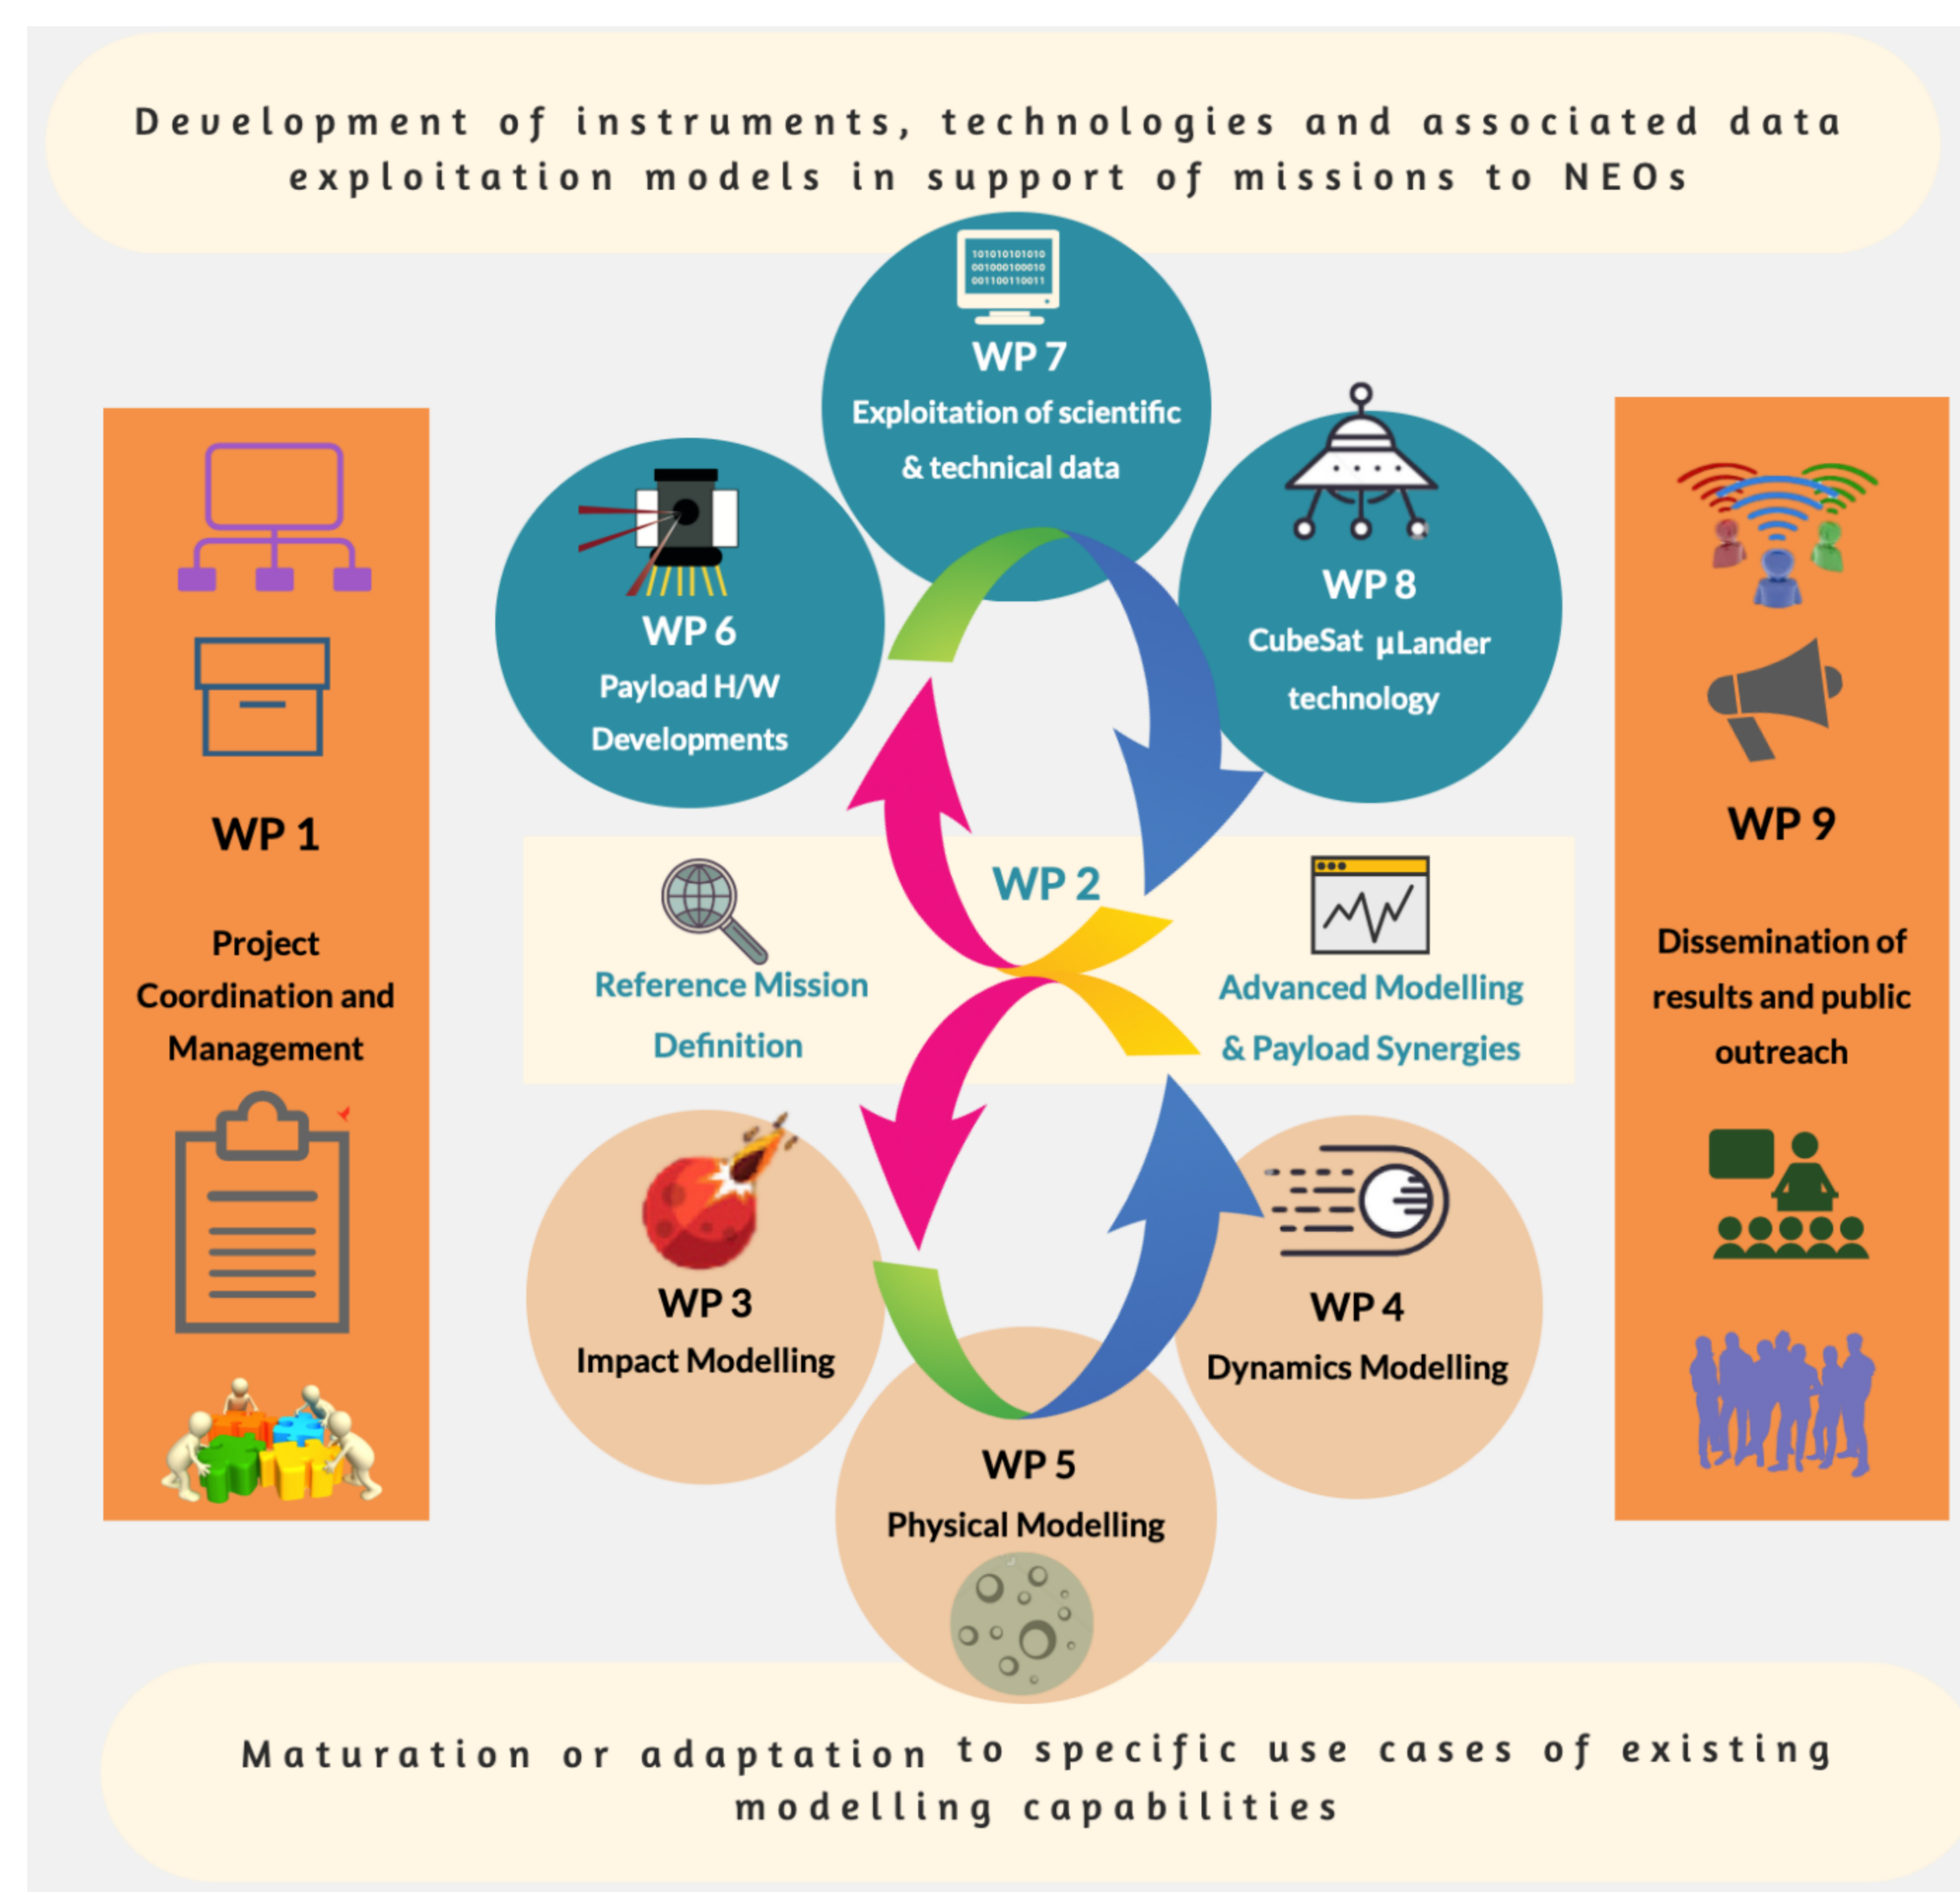 Development of instruments, technologies and associated data
exploitation models in support of missions to NEOs
101010101010
001000100010
001100110011
WP 7
Exploitation of scientific
& technical data
WP 6
Payload H/W
Developments
WP 8
CubeSat μLander
technology
WP 1
Project
Coordination and
Management
WP 2
Reference Mission
Definition
Advanced Modelling
& Payload Synergies
WP 9
Dissemination of
results and public
outreach
WP 3
Impact Modelling
WP 4
Dynamics Modelling
WP 5
Physical Modelling
Maturation or adaptation to specific use cases of existing
modelling capabilities